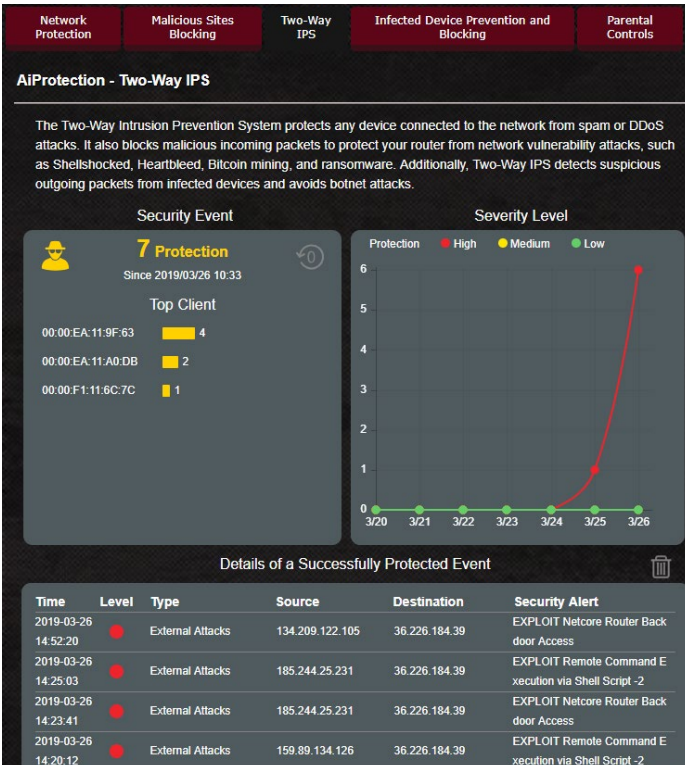 Network Protection
Malicious Sites Blocking
Two-Way IPS
Infected Device Prevention and Blocking
Parental Controls
AiProtection - Two-Way IPS
The Two-Way Intrusion Prevention System protects any device connected to the network from spam or DDoS
attacks. It also blocks malicious incoming packets to protect your router from network vulnerability attacks, such
as Shellshocked, Heartbleed, Bitcoin mining, and ransomware. Additionally, Two-Way IPS detects suspicious
outgoing packets from infected devices and avoids botnet attacks.
Security Event
7 Protection
0
Since 2019/03/26 10:33
Top Client
00:00:EA:11:9F:63 4
00:00:EA:11:A0:DB 2
00:00:F1:11:6C:7C 1
Severity Level
Protection High Medium Low
6
5
4
3
2
1
0
3/20 3/21 3/22 3/23 3/24 3/25 3/26
Details of a Successfully Protected Event
Time Level Type Source Destination Security Alert
2019-03-26
14:52:20
External Attacks 134.209.122.105 36.226.184.39
EXPLOIT Netcore Router Back
door Access
2019-03-26
14:25:03
External Attacks 185.244.25.231 36.226.184.39
EXPLOIT Remote Command E
xecution via Shell Script -2
2019-03-26
14:23:41
External Attacks 185.244.25.231 36.226.184.39
EXPLOIT Netcore Router Back
door Access
2019-03-26
14:20:12
External Attacks 159.89.134.126 36.226.184.39
EXPLOIT Remote Command E
xecution via Shell Script -2